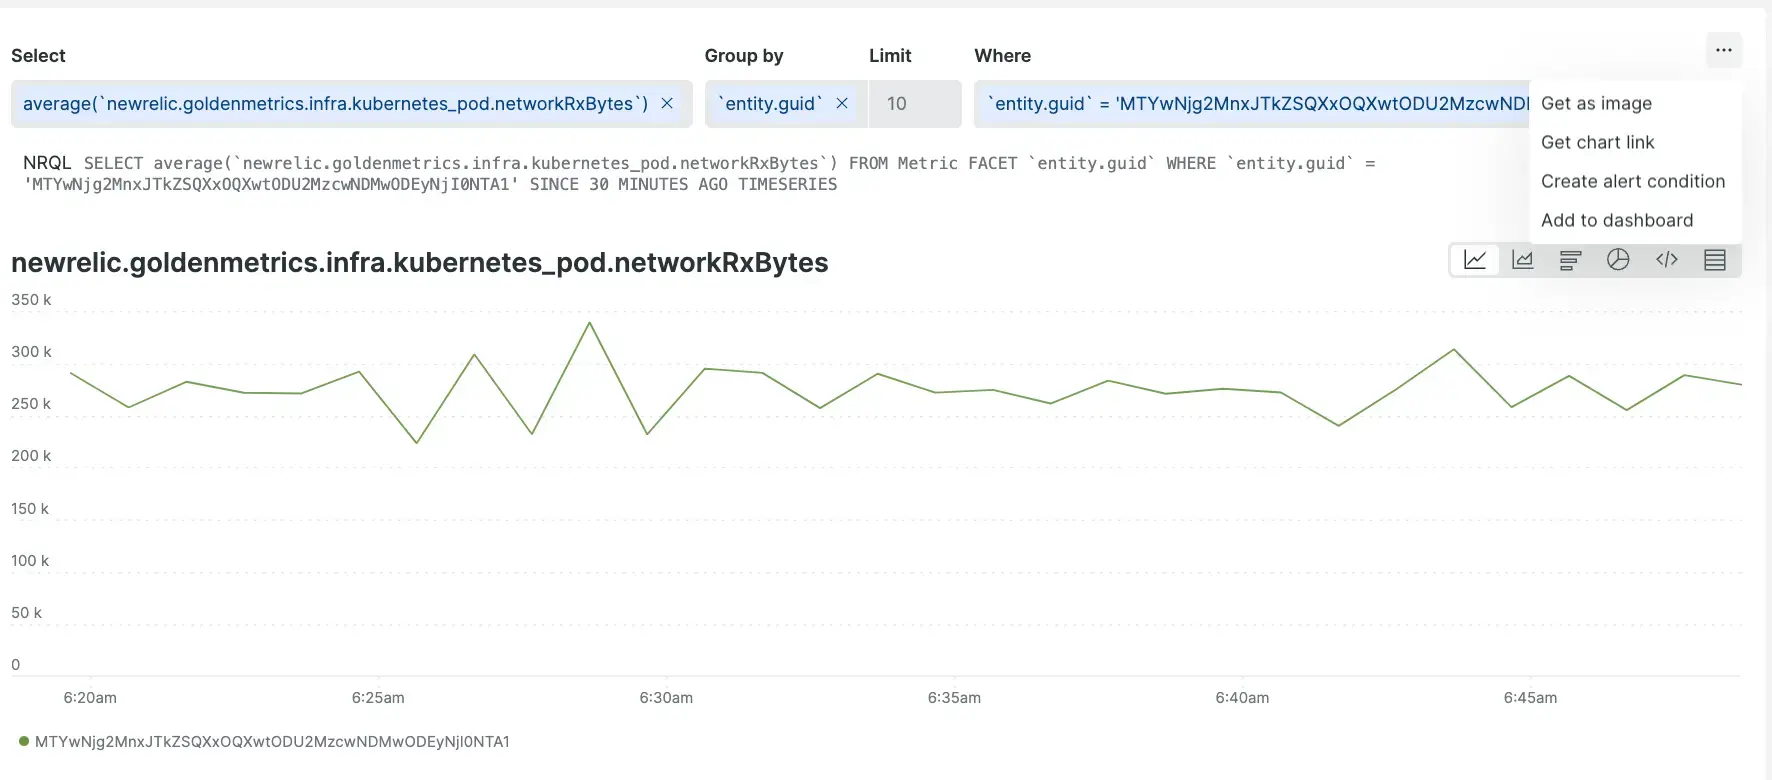 Select
Group by
Limit
Where
average(`newrelic.goldenmetrics.infra.kubernetes_pod.networkRxBytes`) ×
`entity.guid` ×
10
`entity.guid` = 'MTYwNjg2MnxJTkZSQXxOQXwtODU2MzcwND
Get as image
Get chart link
Create alert condition
Add to dashboard
NRQL SELECT average(`newrelic.goldenmetrics.infra.kubernetes_pod.networkRxBytes`) FROM Metric FACET `entity.guid` WHERE `entity.guid` =
'MTYwNjg2MnxJTkZSQXxOQXwtODU2MzcwNDMwODEyNjI0NTA1' SINCE 30 MINUTES AGO TIMESERIES
newrelic.goldenmetrics.infra.kubernetes_pod.networkRxBytes
350 k
300 k
250 k
200 k
150 k
100 k
50 k
0
6:20am
6:25am
6:30am
6:35am
6:40am
6:45am
MTYwNjg2MnxJTkZSQXxOQXwtODU2MzcwNDMwODEyNjI0NTA1